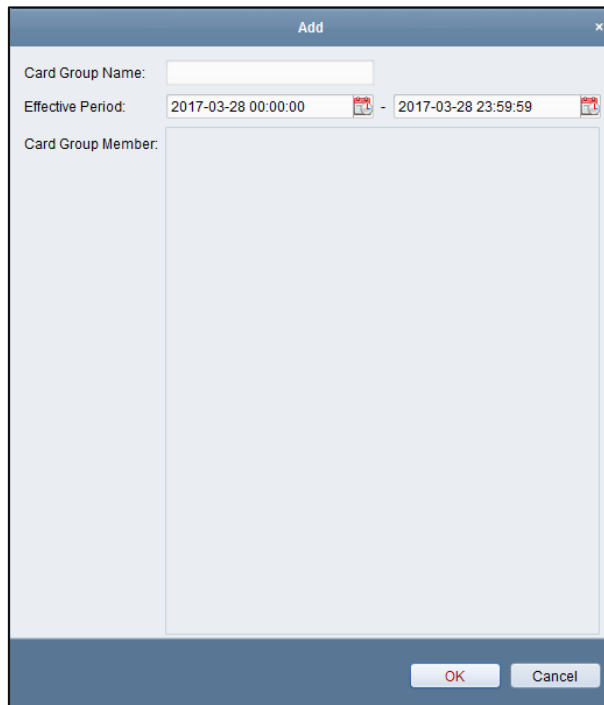 Add ×
Card Group Name:
Effective Period: 2017-03-28 00:00:00 - 2017-03-28 23:59:59
Card Group Member:
OK Cancel